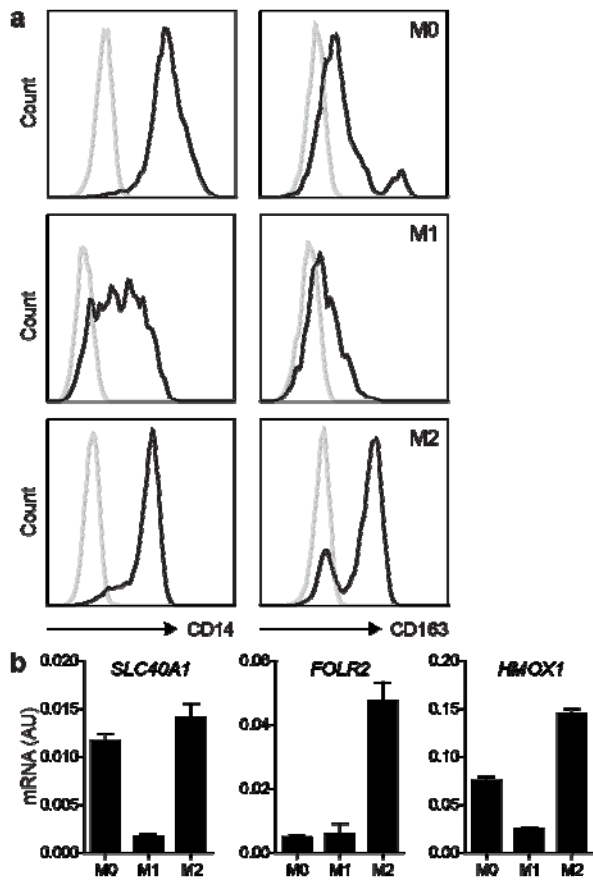 a
M0
Count
M1
Count
M2
Count
CD14 CD163
b
SLC40A1 FOLR2 HMOX1
mRNA (AU)
0.020 0.06 0.20
0.015 0.15
0.04
0.010 0.10
0.02
0.005 0.05
0.000 0.00 0.00
M0 M1 M2 M0 M1 M2 M0 M1 M2